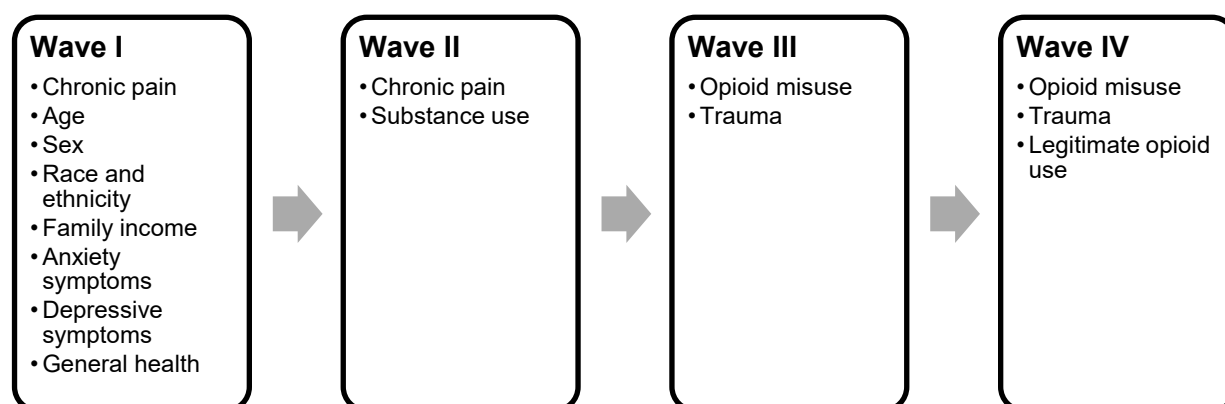 Wave I
• Chronic pain
• Age
• Sex
• Race and
ethnicity
• Family income
• Anxiety
symptoms
• Depressive
symptoms
• General health
Wave II
• Chronic pain
• Substance use
Wave III
• Opioid misuse
• Trauma
Wave IV
• Opioid misuse
• Trauma
• Legitimate opioid
use